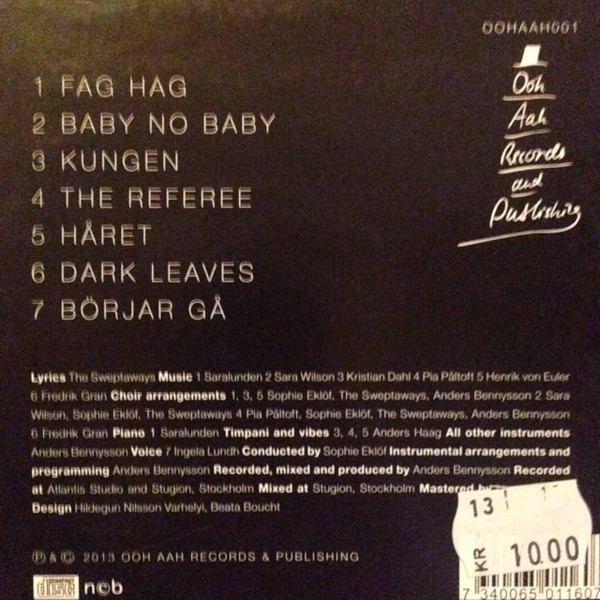 OOHAAH001
Ooh
Aah
Records
and
Publishing
1 FAG HAG
2 BABY NO BABY
3 KUNGEN
4 THE REFEREE
5 HÅRET
6 DARK LEAVES
7 BÖRJAR GÅ
Lyrics The Sweptaways Music 1 Saralunden 2 Sara Wilson 3 Kristian Dahl 4 Pia Påltoft 5 Henrik von Euler
6 Fredrik Gran Choir arrangements 1, 3, 5 Sophie Eklöf, The Sweptaways, Anders Bennysson 2 Sara
Wilson, Sophie Eklöf, The Sweptaways 4 Pia Påltoft, Sophie Eklöf, The Sweptaways, Anders Bennysson
6 Fredrik Gran Piano 1 Saralunden Timpani and vibes 3, 4, 5 Anders Haag All other instruments
Anders Bennysson Voice 7 Ingela Lundh Conducted by Sophie Eklöf Instrumental arrangements and
programming Anders Bennysson Recorded, mixed and produced by Anders Bennysson Recorded
at Atlantis Studio and Stugion, Stockholm Mixed at Stugion, Stockholm Mastered
Design Hildegun Nilsson Varhelyi, Beata Boucht
℗ & © 2013 OOH AAH RECORDS & PUBLISHING
disc
ncb
13
KR 10.00
7 340065 011607